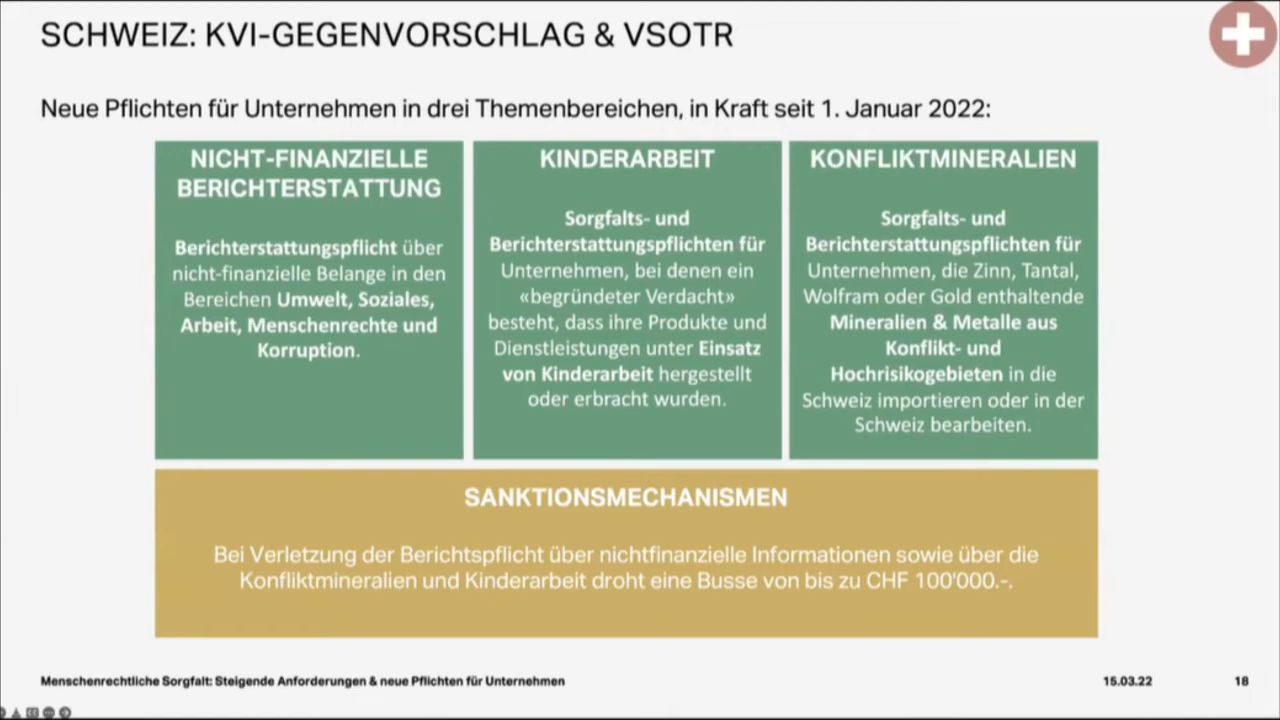 SCHWEIZ: KVI-GEGENVORSCHLAG & VSOTR
Neue Pflichten für Unternehmen in drei Themenbereichen, in Kraft seit 1. Januar 2022:
NICHT-FINANZIELLE
BERICHTERSTATTUNG
Berichterstattungspflicht über
nicht-finanzielle Belange in den
Bereichen Umwelt, Soziales,
Arbeit, Menschenrechte und
Korruption.
KINDERARBEIT
Sorgfalts- und
Berichterstattungspflichten für
Unternehmen, bei denen ein
«begründeter Verdacht»
besteht, dass ihre Produkte und
Dienstleistungen unter Einsatz
von Kinderarbeit hergestellt
oder erbracht wurden.
KONFLIKTMINERALIEN
Sorgfalts- und
Berichterstattungspflichten für
Unternehmen, die Zinn, Tantal,
Wolfram oder Gold enthaltende
Mineralien & Metalle aus
Konflikt- und
Hochrisikogebieten in die
Schweiz importieren oder in der
Schweiz bearbeiten.
SANKTIONSMECHANISMEN
Bei Verletzung der Berichtspflicht über nichtfinanzielle Informationen sowie über die
Konfliktmineralien und Kinderarbeit droht eine Busse von bis zu CHF 100'000.-.
Menschenrechtliche Sorgfalt: Steigende Anforderungen & neue Pflichten für Unternehmen
15.03.22
18